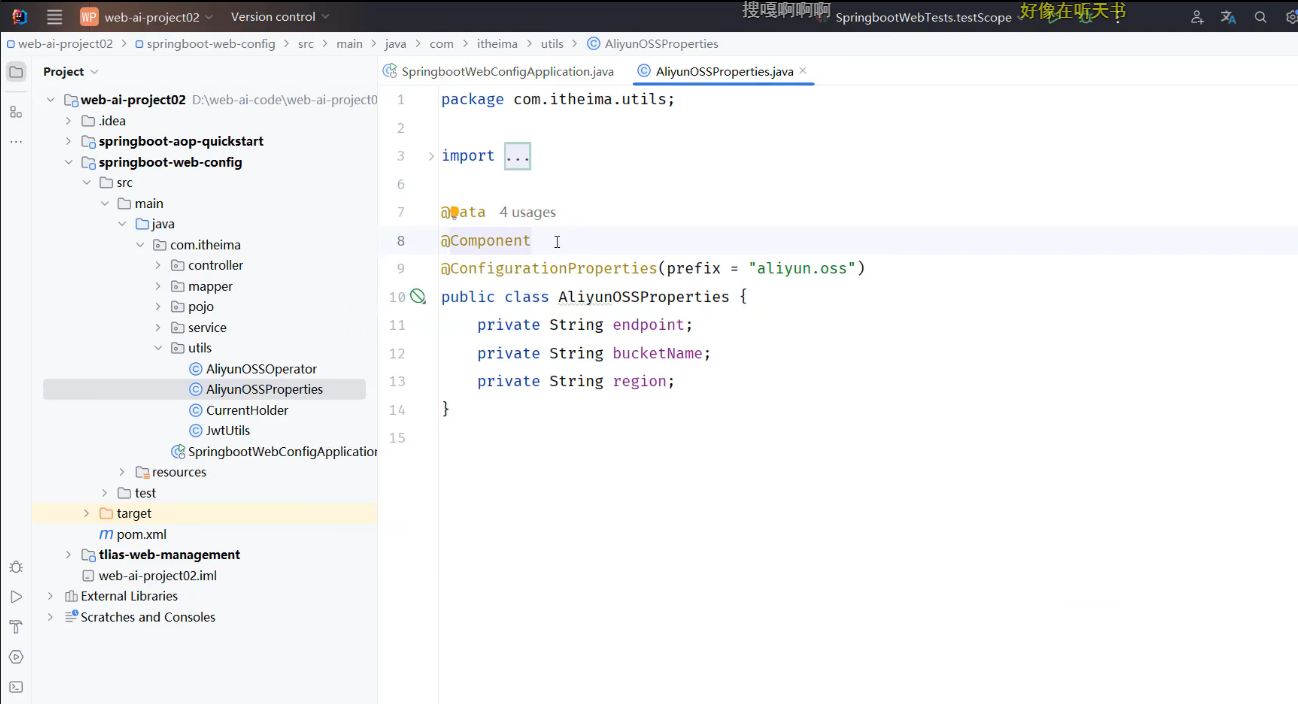 WP web-ai-project02 Version control 搜嘎啊啊啊 SpringbootWebTests.testScope 好像在听天书
web-ai-project02 > springboot-web-config > src > main > java > com > itheima > utils > AliyunOSSProperties
Project
SpringbootWebConfigApplication.java AliyunOSSProperties.java
web-ai-project02 D:\web-ai-code\web-ai-project0
.idea
springboot-aop-quickstart
springboot-web-config
src
main
java
com.itheima
controller
mapper
pojo
service
utils
AliyunOSSOperator
AliyunOSSProperties
CurrentHolder
JwtUtils
SpringbootWebConfigApplication
resources
test
target
pom.xml
tlias-web-management
web-ai-project02.iml
External Libraries
Scratches and Consoles
1 package com.itheima.utils;
2
3 import ...
6
7 @Data 4 usages
8 @Component
9 @ConfigurationProperties(prefix = "aliyun.oss")
10 public class AliyunOSSProperties {
11 private String endpoint;
12 private String bucketName;
13 private String region;
14 }
15